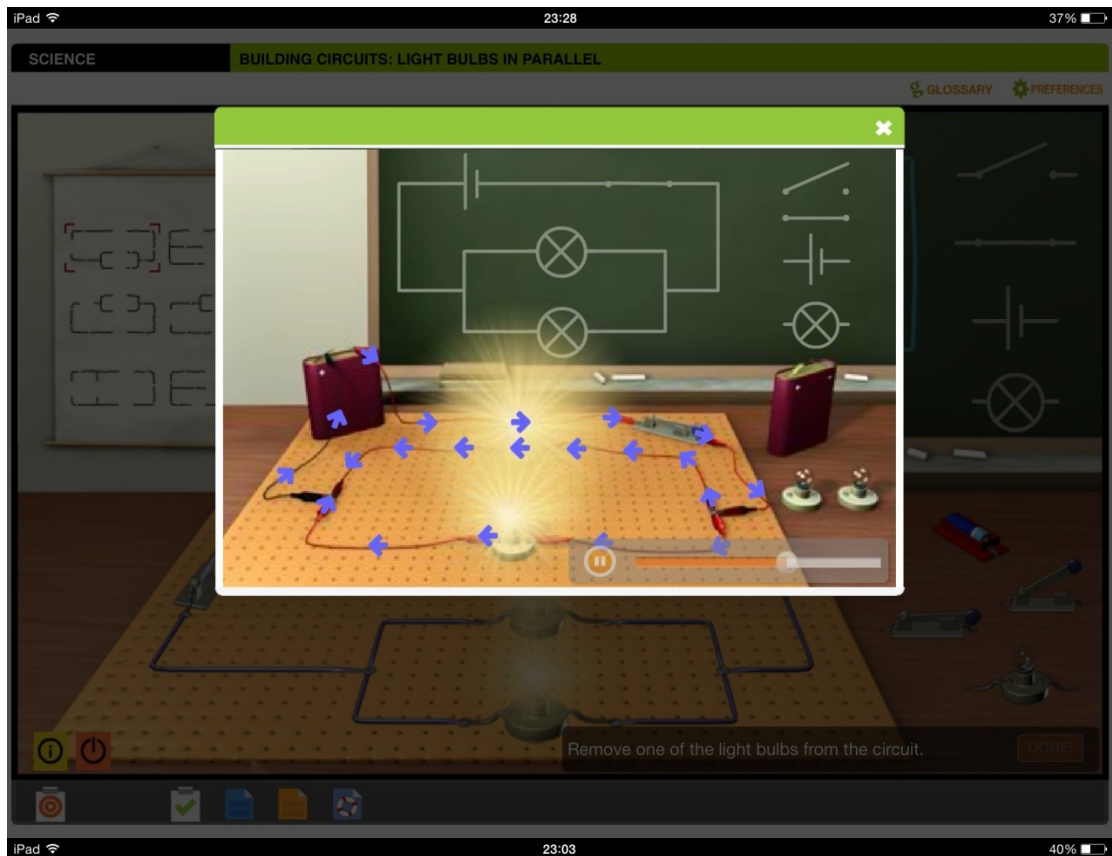 iPad 23:28 37%
SCIENCE BUILDING CIRCUITS: LIGHT BULBS IN PARALLEL
g GLOSSARY PREFERENCES
Remove one of the light bulbs from the circuit. DONE!
iPad 23:03 40%